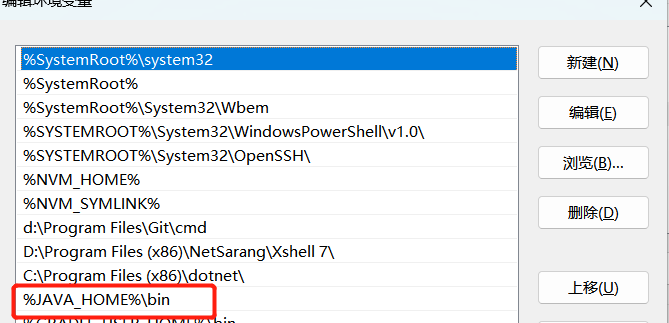 编辑环境变量
%SystemRoot%\system32
新建(N)
%SystemRoot%
%SystemRoot%\System32\Wbem
编辑(E)
%SYSTEMROOT%\System32\WindowsPowerShell\v1.0\
%SYSTEMROOT%\System32\OpenSSH\
浏览(B)...
%NVM_HOME%
%NVM_SYMLINK%
删除(D)
d:\Program Files\Git\cmd
D:\Program Files (x86)\NetSarang\Xshell 7\
C:\Program Files (x86)\dotnet\
上移(U)
%JAVA_HOME%\bin